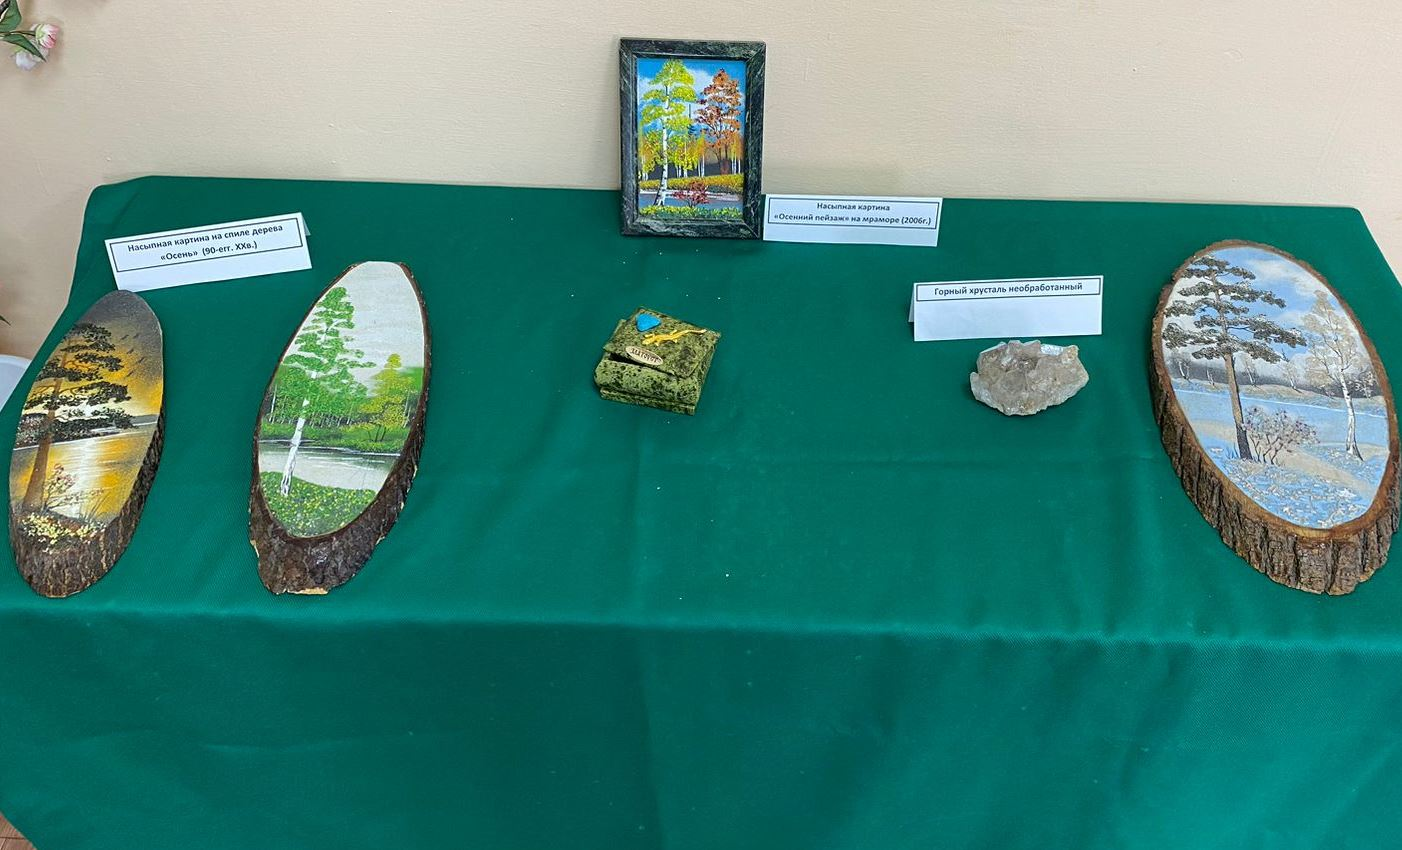 Насыпная картина на спиле дерева
«Осень» (90-егг. XXв.)
Насыпная картина
«Осенний пейзаж» на мраморе (2006г.)
Горный хрусталь необработанный